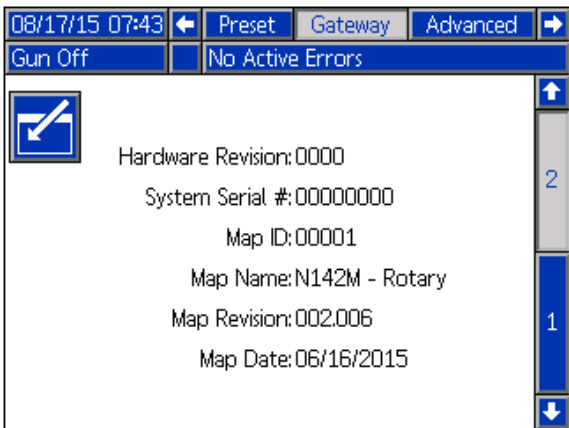 08/17/15 07:43 Preset Gateway Advanced
Gun Off No Active Errors
Hardware Revision: 0000
System Serial #: 00000000
2
Map ID: 00001
Map Name: N142M - Rotary
Map Revision: 002.006
1
Map Date: 06/16/2015